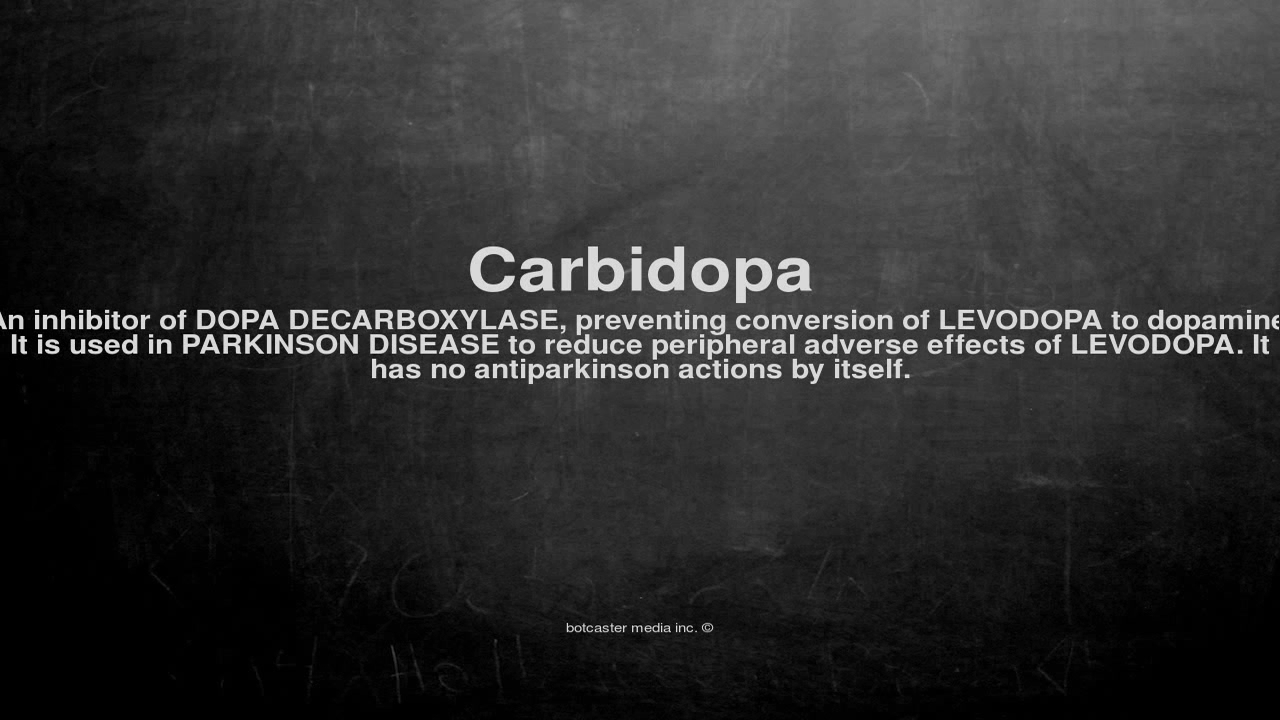 Carbidopa
An inhibitor of DOPA DECARBOXYLASE, preventing conversion of LEVODOPA to dopamine
It is used in PARKINSON DISEASE to reduce peripheral adverse effects of LEVODOPA. It
has no antiparkinson actions by itself.
botcaster media inc. ©